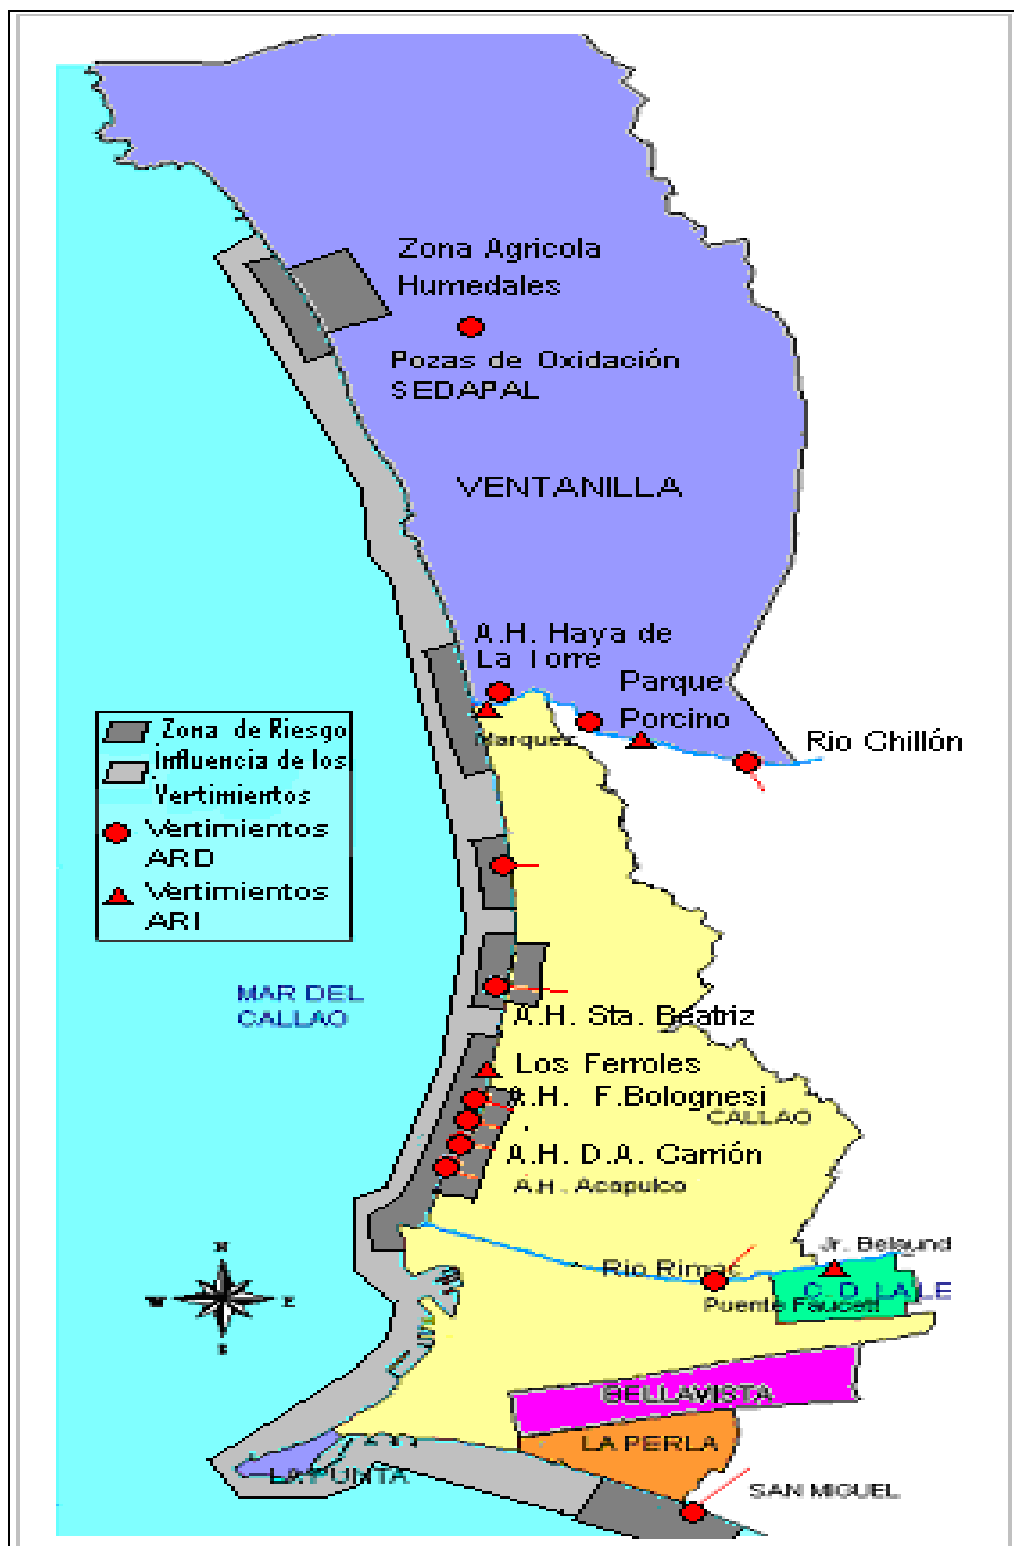 Zona Agricola
Humedales
Pozas de Oxidación
SEDAPAL
VENTANILLA
A.H. Haya de
La Torre
Parque
Porcino
Marquez
Rio Chillón
Zona de Riesgo
Influencia de los
Vertimientos
Vertimientos
ARD
Vertimientos
ARI
MAR DEL
CALLAO
A.H. Sta. Beatriz
Los Ferroles
A.H. F.Bolognesi
CALLAO
A.H. D.A. Carrión
A.H. Acapulco
Jr. Belaund
Rio Rimac
C. D. LA LE
Puente Faucett
N
W E
S
BELLAVISTA
LA PERLA
LA PUNTA
SAN MIGUEL